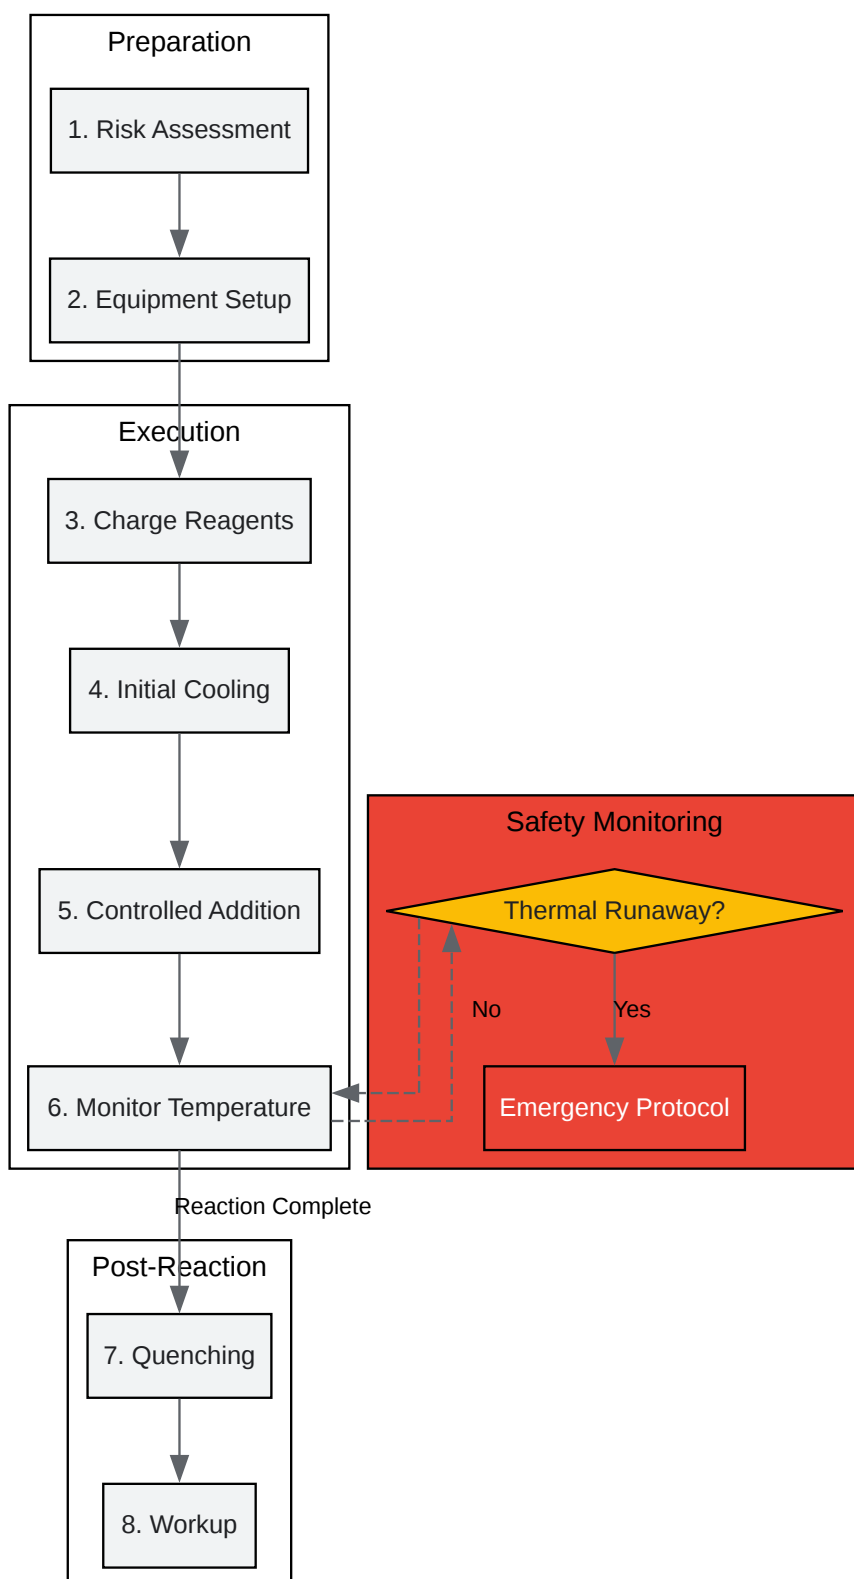 Preparation
1. Risk Assessment
2. Equipment Setup
Execution
3. Charge Reagents
4. Initial Cooling
Safety Monitoring
5. Controlled Addition
Thermal Runaway?
No
Yes
6. Monitor Temperature
Emergency Protocol
Reaction Complete
Post-Reaction
7. Quenching
8. Workup